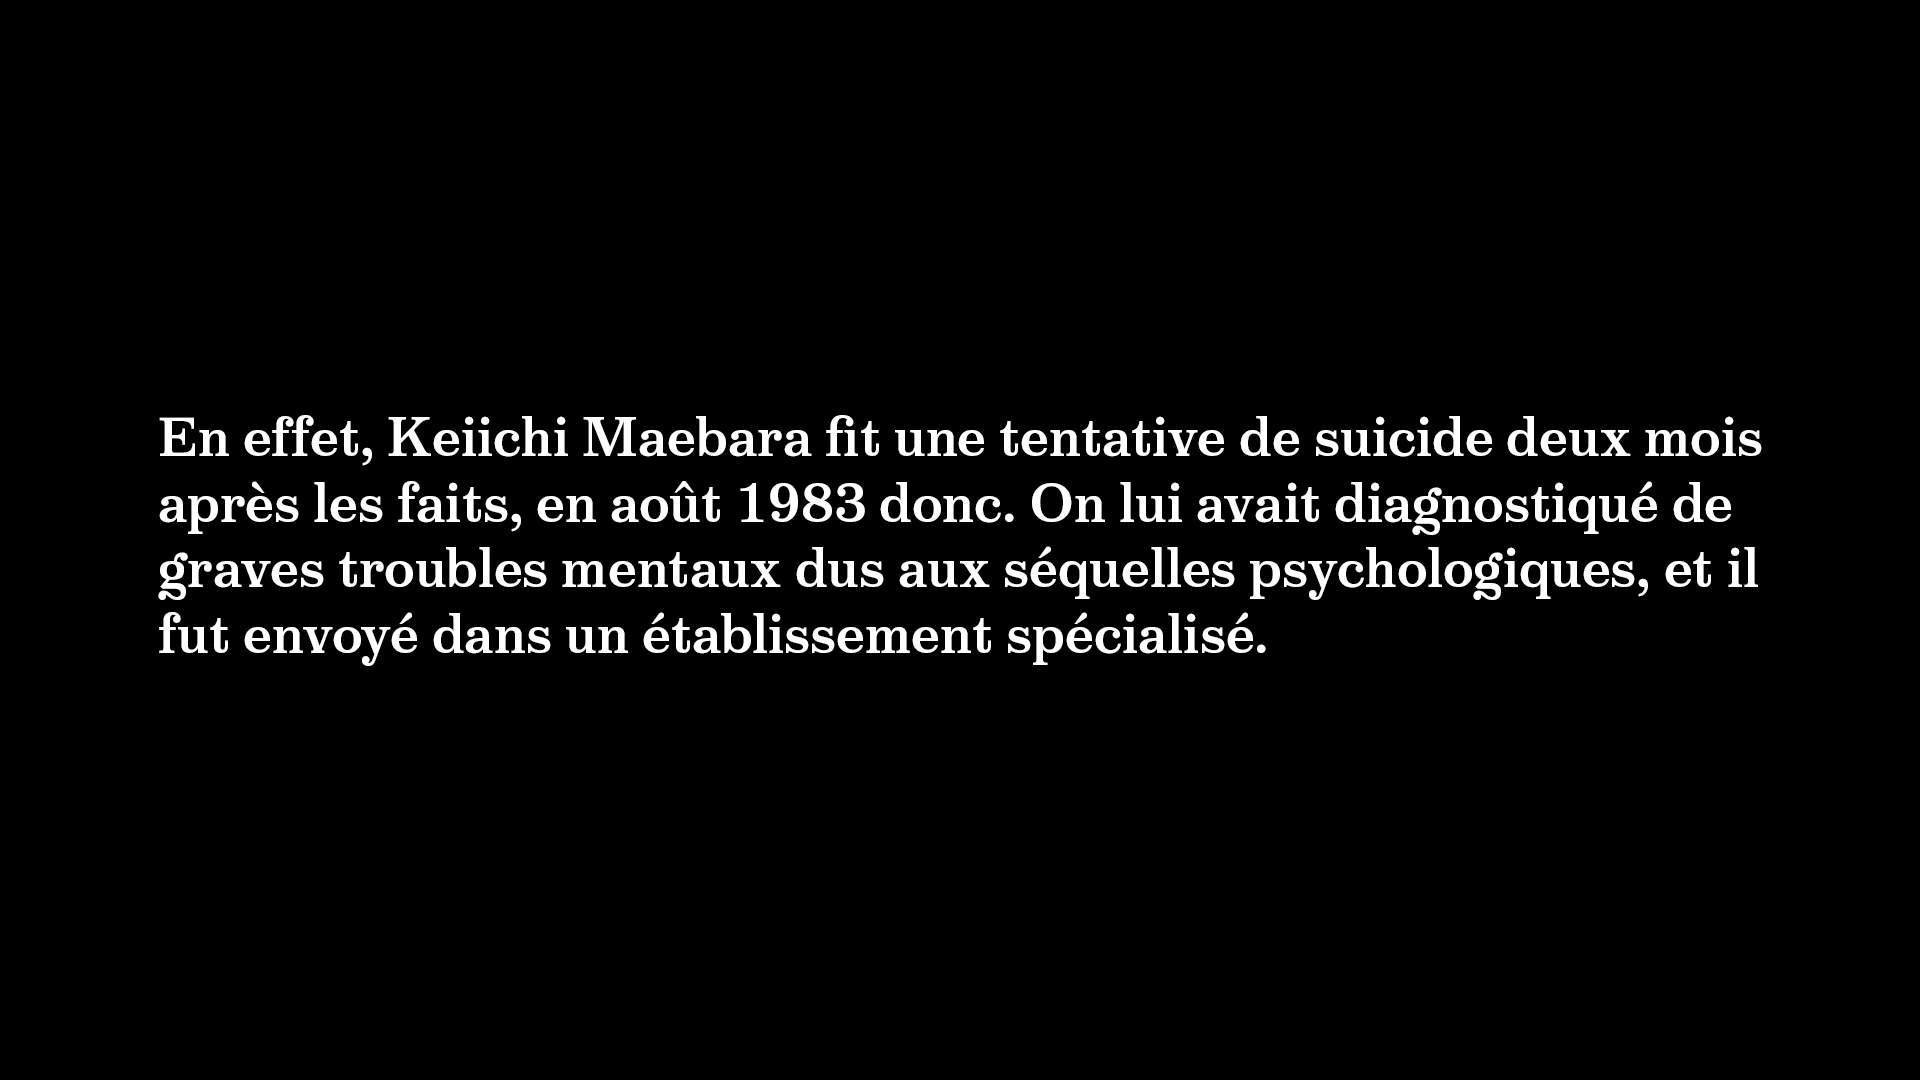 En effet, Keiichi Maebara fit une tentative de suicide deux mois
après les faits, en août 1983 donc. On lui avait diagnostiqué de
graves troubles mentaux dus aux séquelles psychologiques, et il
fut envoyé dans un établissement spécialisé.